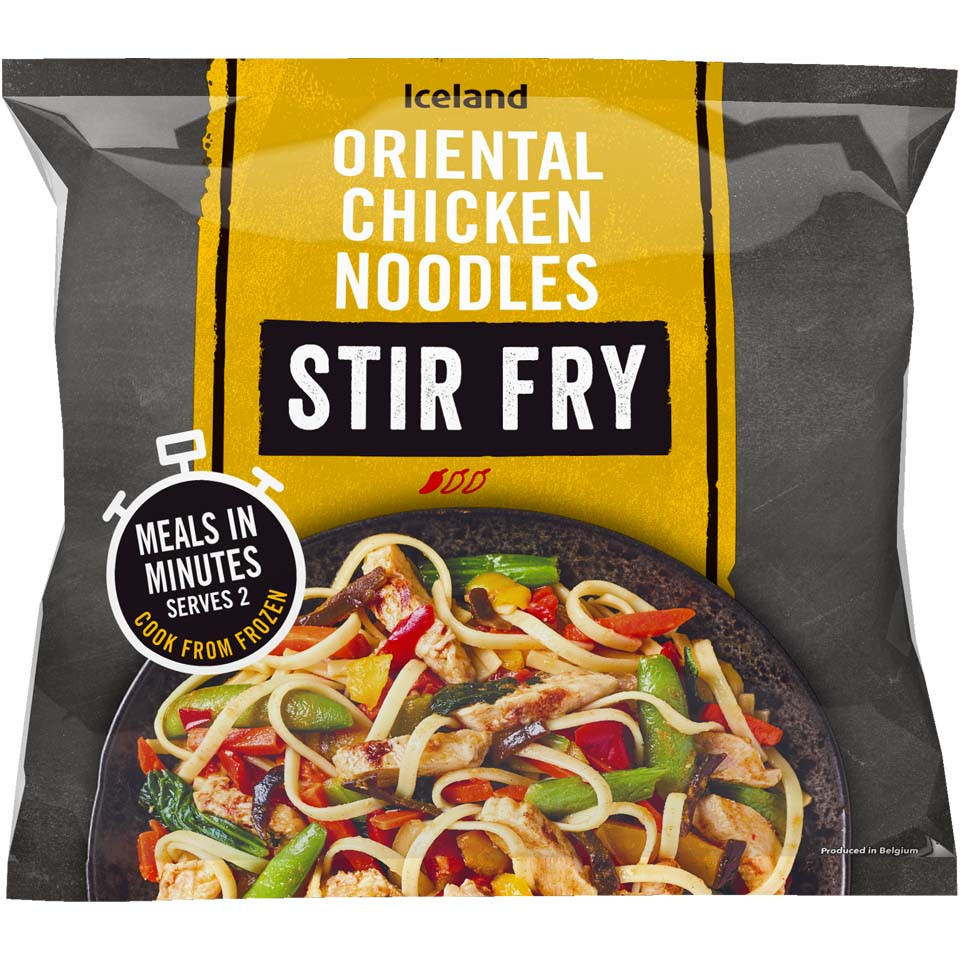 Iceland
ORIENTAL
CHICKEN
NOODLES
STIR FRY
MEALS IN
MINUTES
SERVES 2
COOK FROM FROZEN
Produced in Belgium